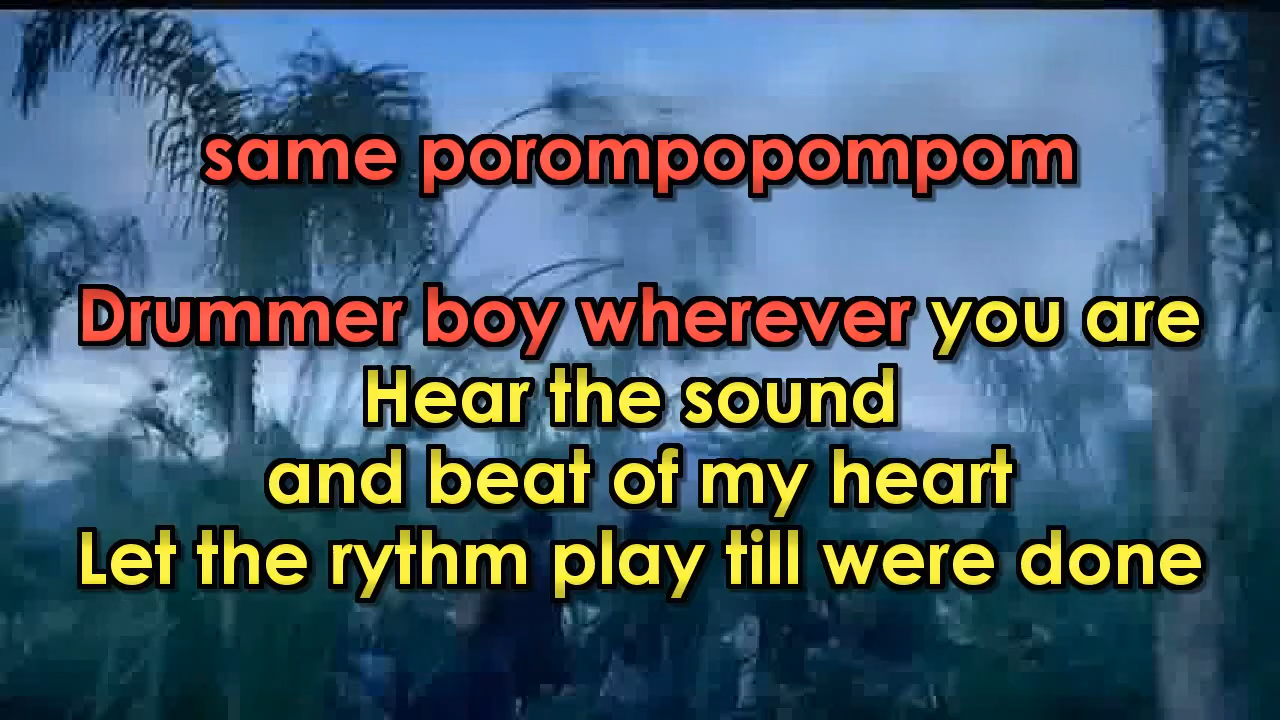 same porompopompom
Drummer boy wherever you are
Hear the sound
and beat of my heart
Let the rythm play till were done